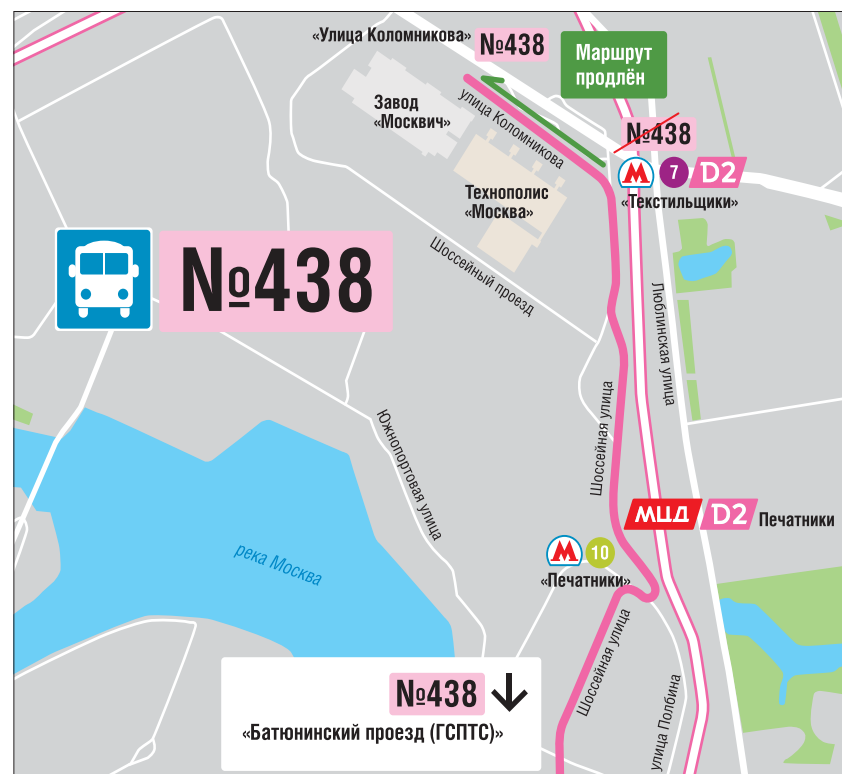 «Улица Коломникова»
№438
Маршрут
продлён
Завод
«Москвич»
улица Коломникова
№438
М 7 D2
«Текстильщики»
Технополис
«Москва»
Шоссейный проезд
№438
Люблинская улица
Шоссейная улица
Южнопортовая улица
МЦД D2 Печатники
М 10
«Печатники»
река Москва
Шоссейная улица
улица Полбина
№438
«Батюнинский проезд (ГСПТС)»